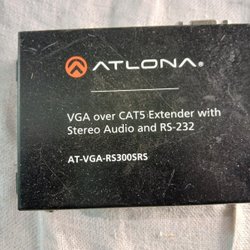 ATLONA®
VGA over CAT5 Extender with
Stereo Audio and RS-232
AT-VGA-RS300SRS